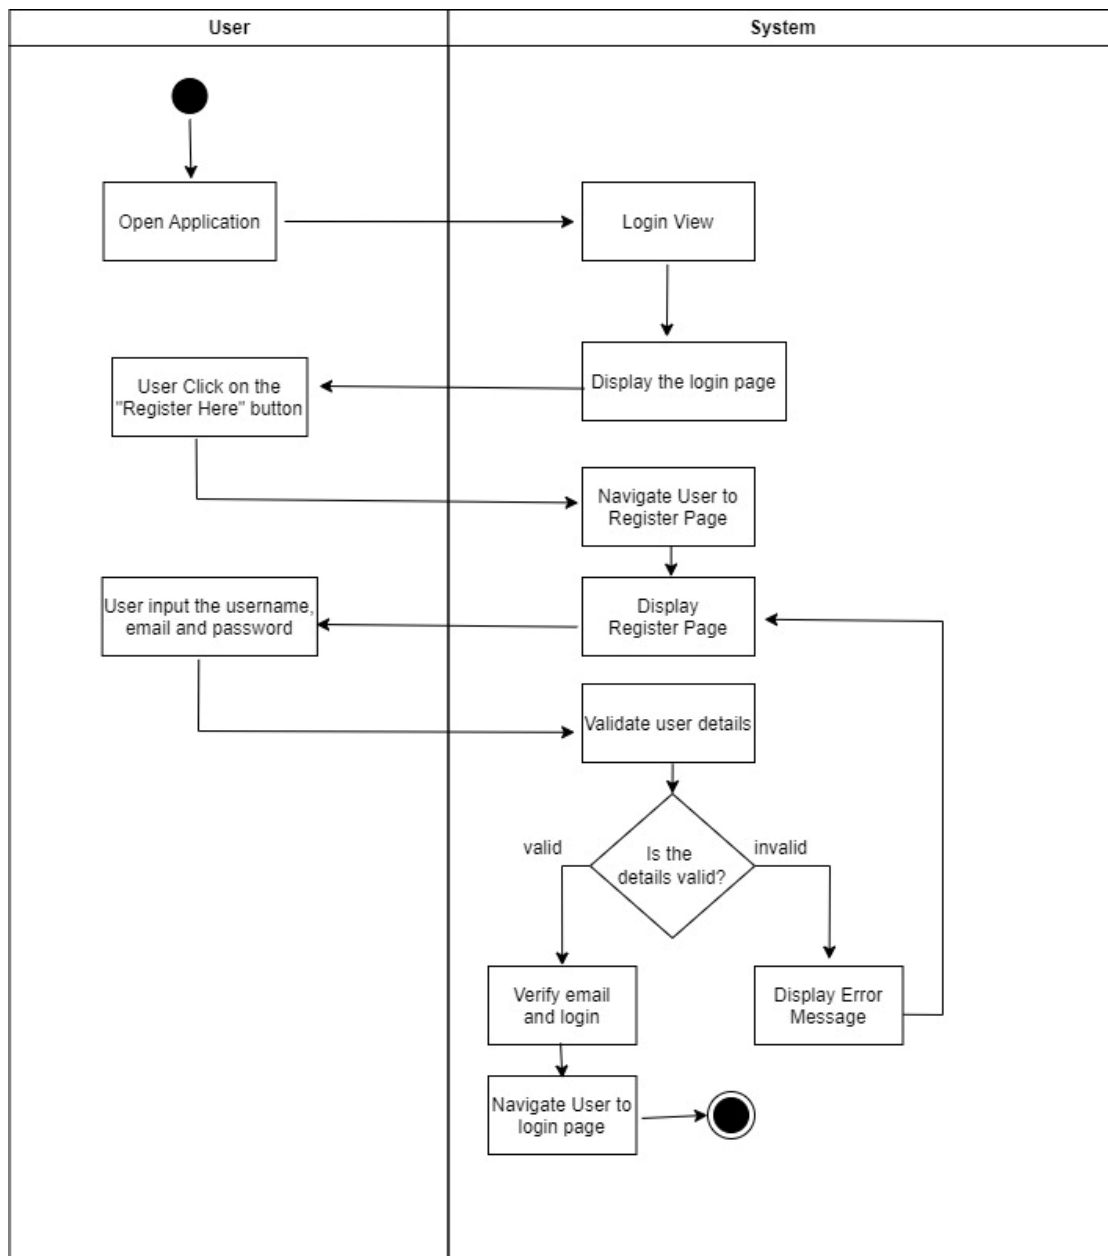 User
System
Open Application
Login View
Display the login page
User Click on the
"Register Here" button
Navigate User to
Register Page
Display
Register Page
User input the username,
email and password
Validate user details
Is the
details valid?
valid
invalid
Verify email
and login
Display Error
Message
Navigate User to
login page